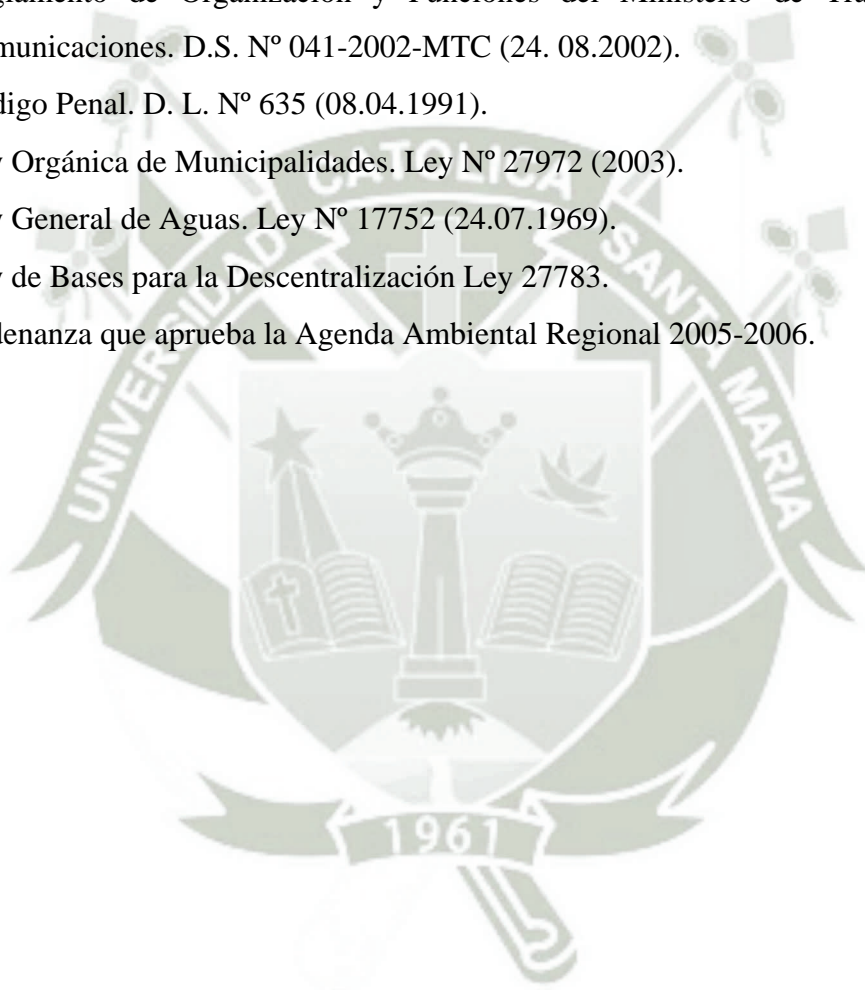 glamento de Organización y Funciones del Ministerio de
municaciones. D.S. Nº 041-2002-MTC (24. 08.2002).
digo Penal. D. L. Nº 635 (08.04.1991).
y Orgánica de Municipalidades. Ley Nº 27972 (2003).
y General de Aguas. Ley Nº 17752 (24.07.1969).
y de Bases para la Descentralización Ley 27783.
denanza que aprueba la Agenda Ambiental Regional 2005-2006.
UNIVERSIDAD CATOLICA SANTA MARIA
1961